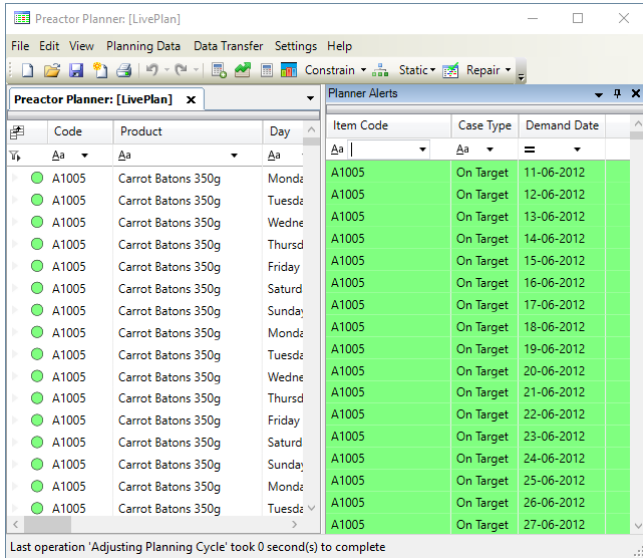 Preactor Planner: [LivePlan]
File Edit View Planning Data Data Transfer Settings Help
Constrain Static Repair
Preactor Planner: [LivePlan] x
Code Product Day
Aa Aa Aa
A1005 Carrot Batons 350g Monda
A1005 Carrot Batons 350g Tuesda
A1005 Carrot Batons 350g Wedne
A1005 Carrot Batons 350g Thursd
A1005 Carrot Batons 350g Friday
A1005 Carrot Batons 350g Saturd
A1005 Carrot Batons 350g Sunday
A1005 Carrot Batons 350g Monda
A1005 Carrot Batons 350g Tuesda
A1005 Carrot Batons 350g Wedne
A1005 Carrot Batons 350g Thursd
A1005 Carrot Batons 350g Friday
A1005 Carrot Batons 350g Saturd
A1005 Carrot Batons 350g Sunday
A1005 Carrot Batons 350g Monda
A1005 Carrot Batons 350g Tuesda
Planner Alerts
Item Code Case Type Demand Date
Aa Aa =
A1005 On Target 11-06-2012
A1005 On Target 12-06-2012
A1005 On Target 13-06-2012
A1005 On Target 14-06-2012
A1005 On Target 15-06-2012
A1005 On Target 16-06-2012
A1005 On Target 17-06-2012
A1005 On Target 18-06-2012
A1005 On Target 19-06-2012
A1005 On Target 20-06-2012
A1005 On Target 21-06-2012
A1005 On Target 22-06-2012
A1005 On Target 23-06-2012
A1005 On Target 24-06-2012
A1005 On Target 25-06-2012
A1005 On Target 26-06-2012
A1005 On Target 27-06-2012
Last operation 'Adjusting Planning Cycle' took 0 second(s) to complete